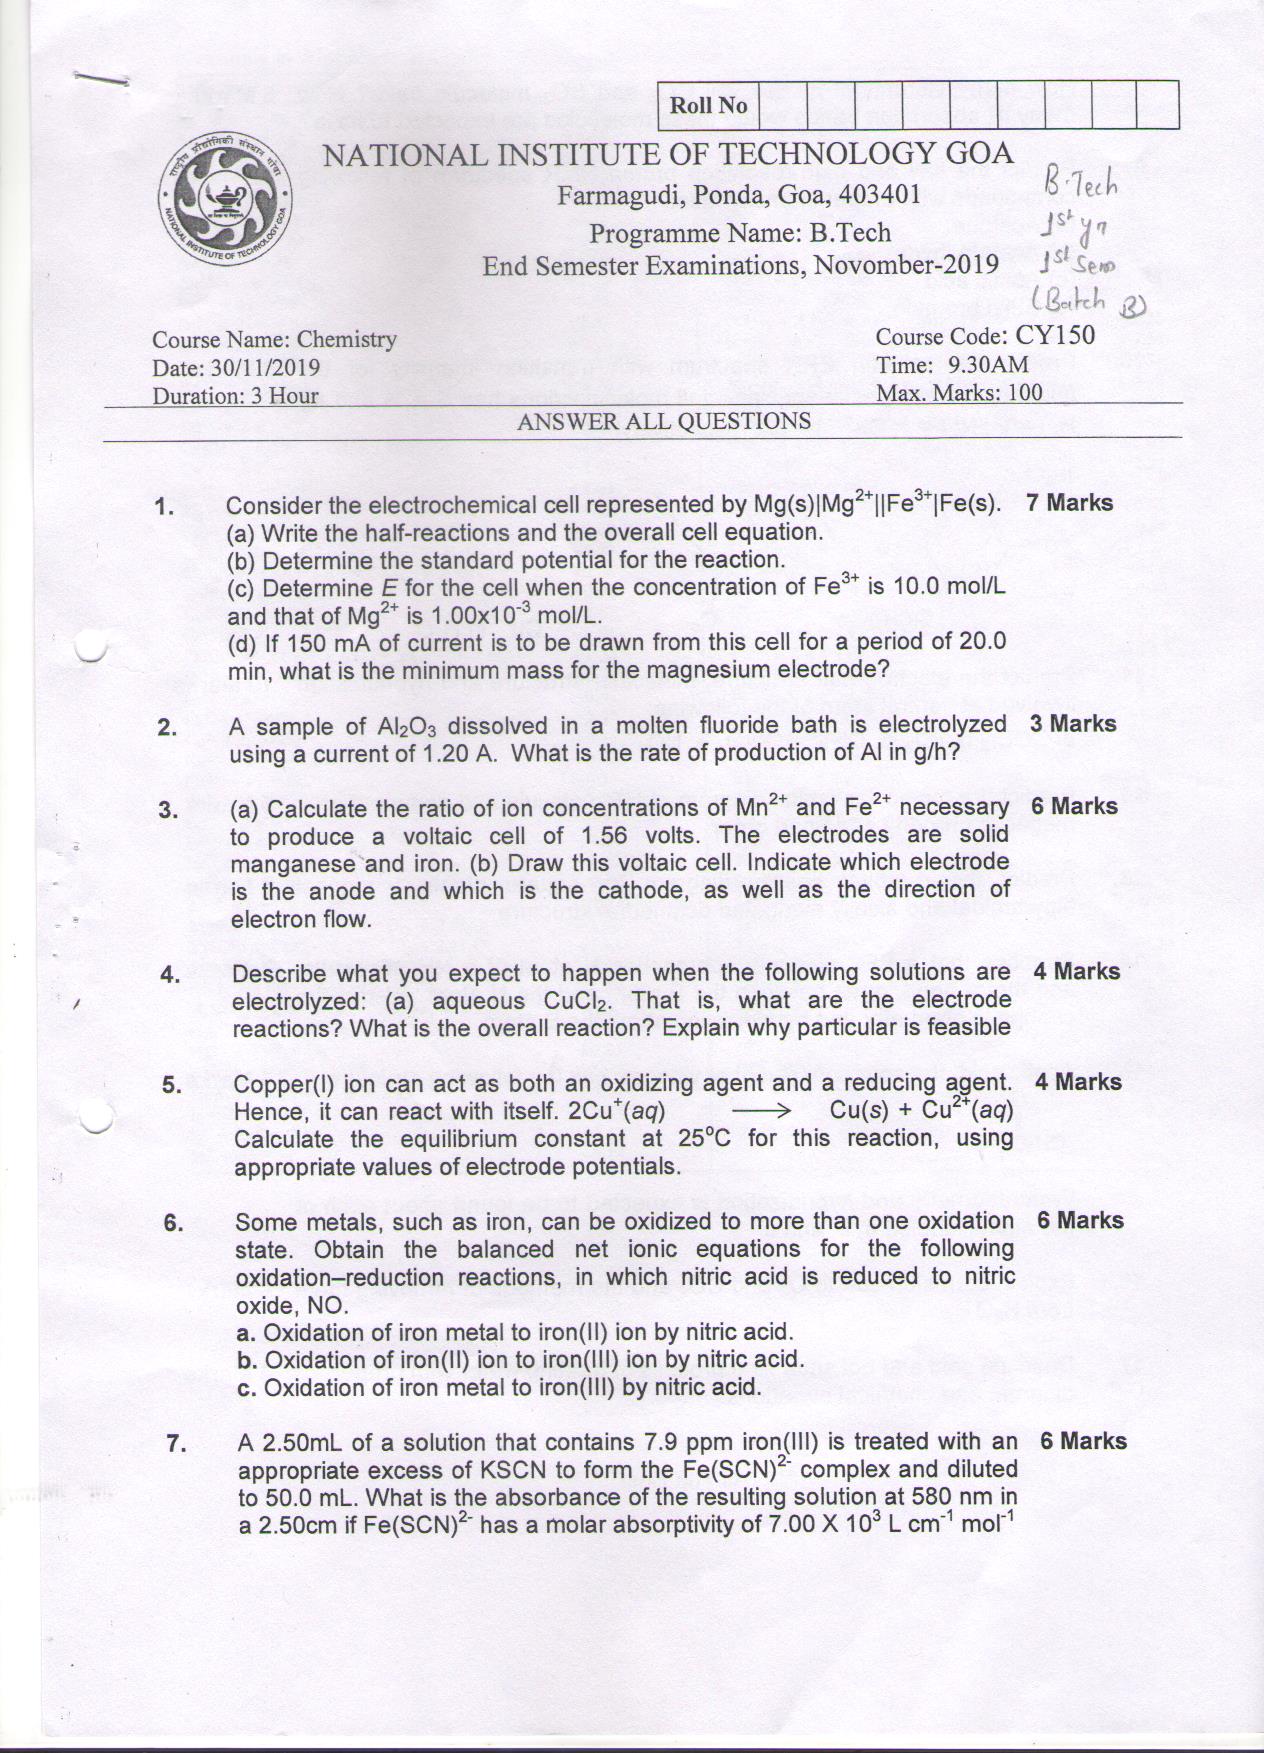 Roll No
राष्ट्रीय प्रौद्योगिकी संस्थान गोवा
NATIONAL INSTITUTE OF TECHNOLOGY GOA
NATIONAL INSTITUTE OF TECHNOLOGY GOA
Farmagudi, Ponda, Goa, 403401
Programme Name: B.Tech
End Semester Examinations, Novomber-2019
B.Tech
1st yr
1st Sem
(Batch B)
Course Name: Chemistry
Course Code: CY150
Date: 30/11/2019
Time: 9.30AM
Duration: 3 Hour
Max. Marks: 100
ANSWER ALL QUESTIONS
1. Consider the electrochemical cell represented by Mg(s)|Mg²⁺||Fe³⁺|Fe(s). 7 Marks
(a) Write the half-reactions and the overall cell equation.
(b) Determine the standard potential for the reaction.
(c) Determine E for the cell when the concentration of Fe³⁺ is 10.0 mol/L
and that of Mg²⁺ is 1.00x10⁻³ mol/L.
(d) If 150 mA of current is to be drawn from this cell for a period of 20.0
min, what is the minimum mass for the magnesium electrode?
2. A sample of Al₂O₃ dissolved in a molten fluoride bath is electrolyzed 3 Marks
using a current of 1.20 A. What is the rate of production of Al in g/h?
3. (a) Calculate the ratio of ion concentrations of Mn²⁺ and Fe²⁺ necessary 6 Marks
to produce a voltaic cell of 1.56 volts. The electrodes are solid
manganese and iron. (b) Draw this voltaic cell. Indicate which electrode
is the anode and which is the cathode, as well as the direction of
electron flow.
4. Describe what you expect to happen when the following solutions are 4 Marks
electrolyzed: (a) aqueous CuCl₂. That is, what are the electrode
reactions? What is the overall reaction? Explain why particular is feasible
5. Copper(I) ion can act as both an oxidizing agent and a reducing agent. 4 Marks
Hence, it can react with itself. 2Cu⁺(aq) ⟶ Cu(s) + Cu²⁺(aq)
Calculate the equilibrium constant at 25°C for this reaction, using
appropriate values of electrode potentials.
6. Some metals, such as iron, can be oxidized to more than one oxidation 6 Marks
state. Obtain the balanced net ionic equations for the following
oxidation–reduction reactions, in which nitric acid is reduced to nitric
oxide, NO.
a. Oxidation of iron metal to iron(II) ion by nitric acid.
b. Oxidation of iron(II) ion to iron(III) ion by nitric acid.
c. Oxidation of iron metal to iron(III) by nitric acid.
7. A 2.50mL of a solution that contains 7.9 ppm iron(III) is treated with an 6 Marks
appropriate excess of KSCN to form the Fe(SCN)²⁻ complex and diluted
to 50.0 mL. What is the absorbance of the resulting solution at 580 nm in
a 2.50cm if Fe(SCN)²⁻ has a molar absorptivity of 7.00 X 10³ L cm⁻¹ mol⁻¹